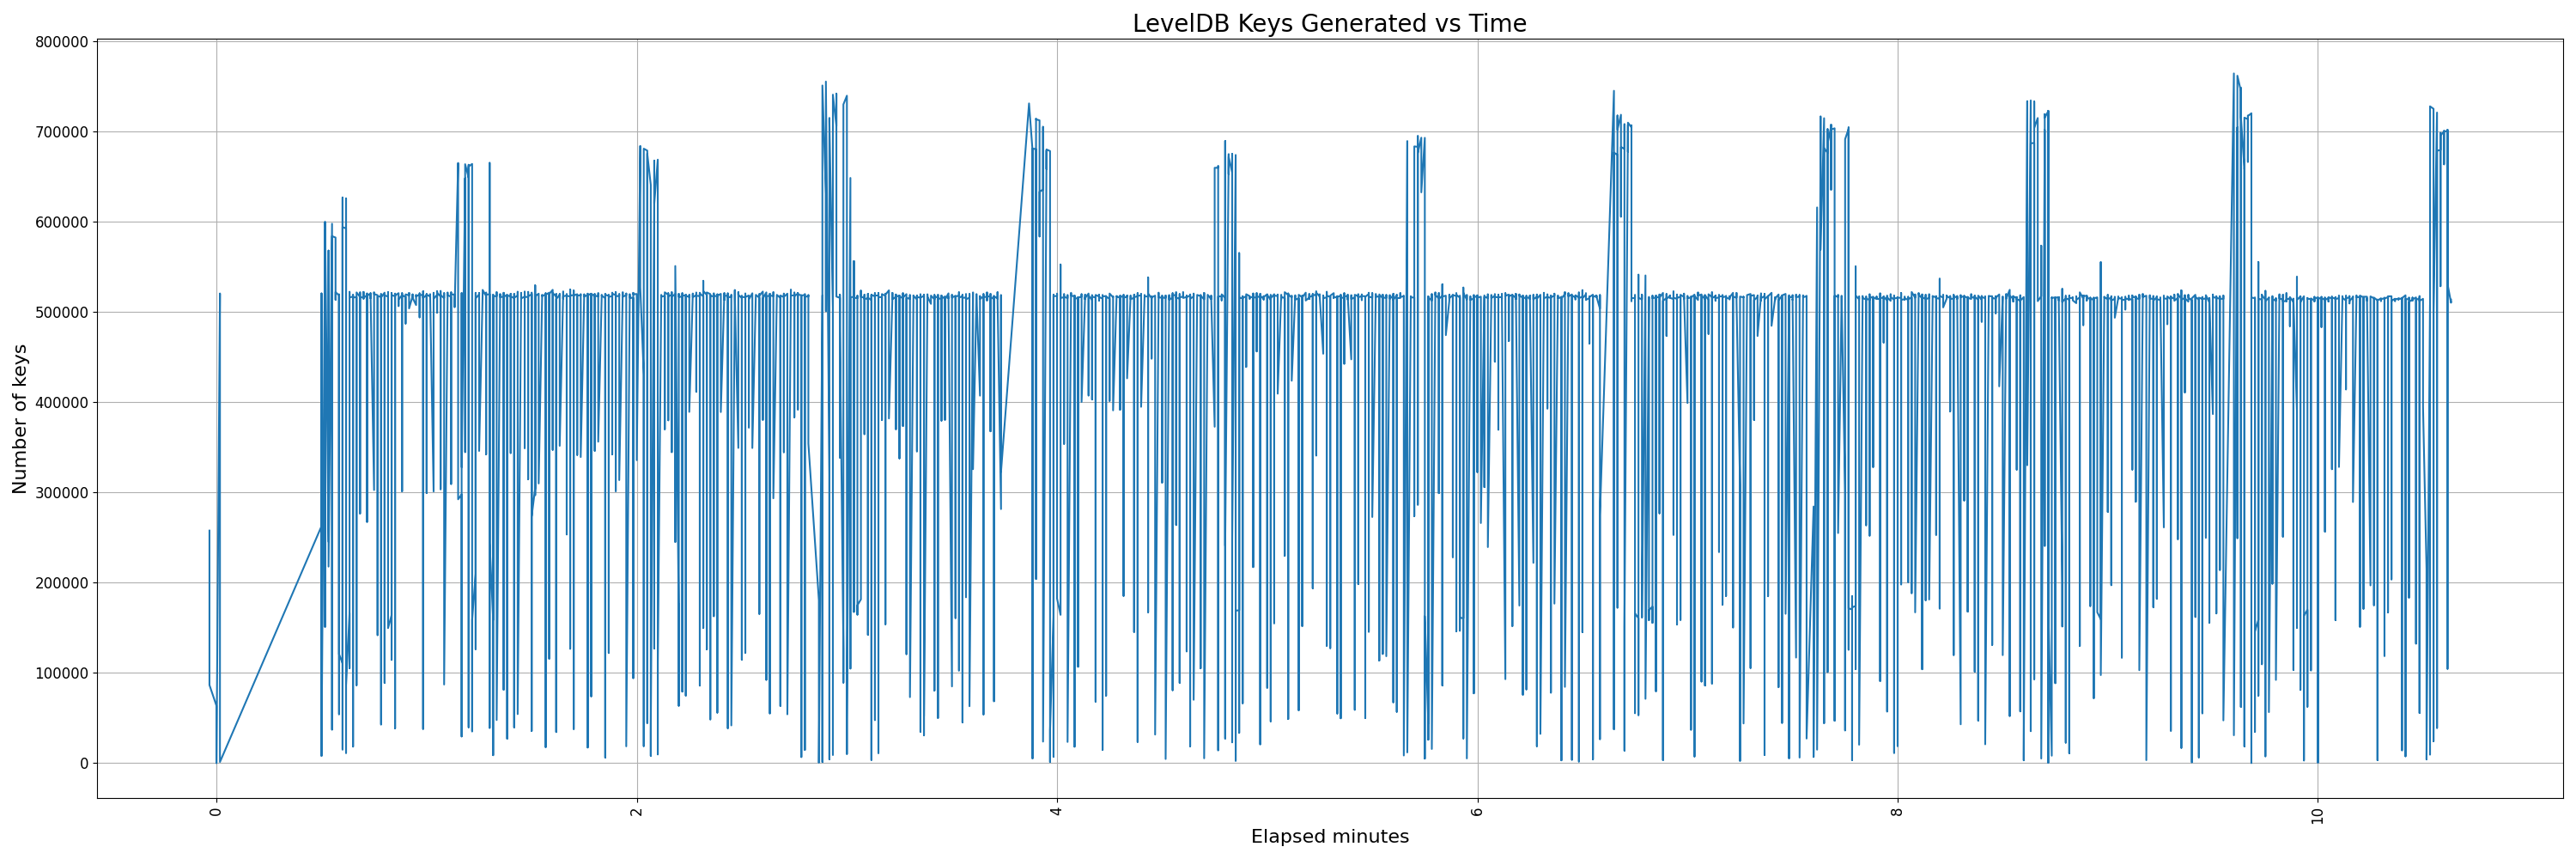 LevelDB Keys Generated vs Time
800000
700000
600000
500000
400000
300000
200000
100000
0
Number of keys
0 2 4 6 8 10
Elapsed minutes